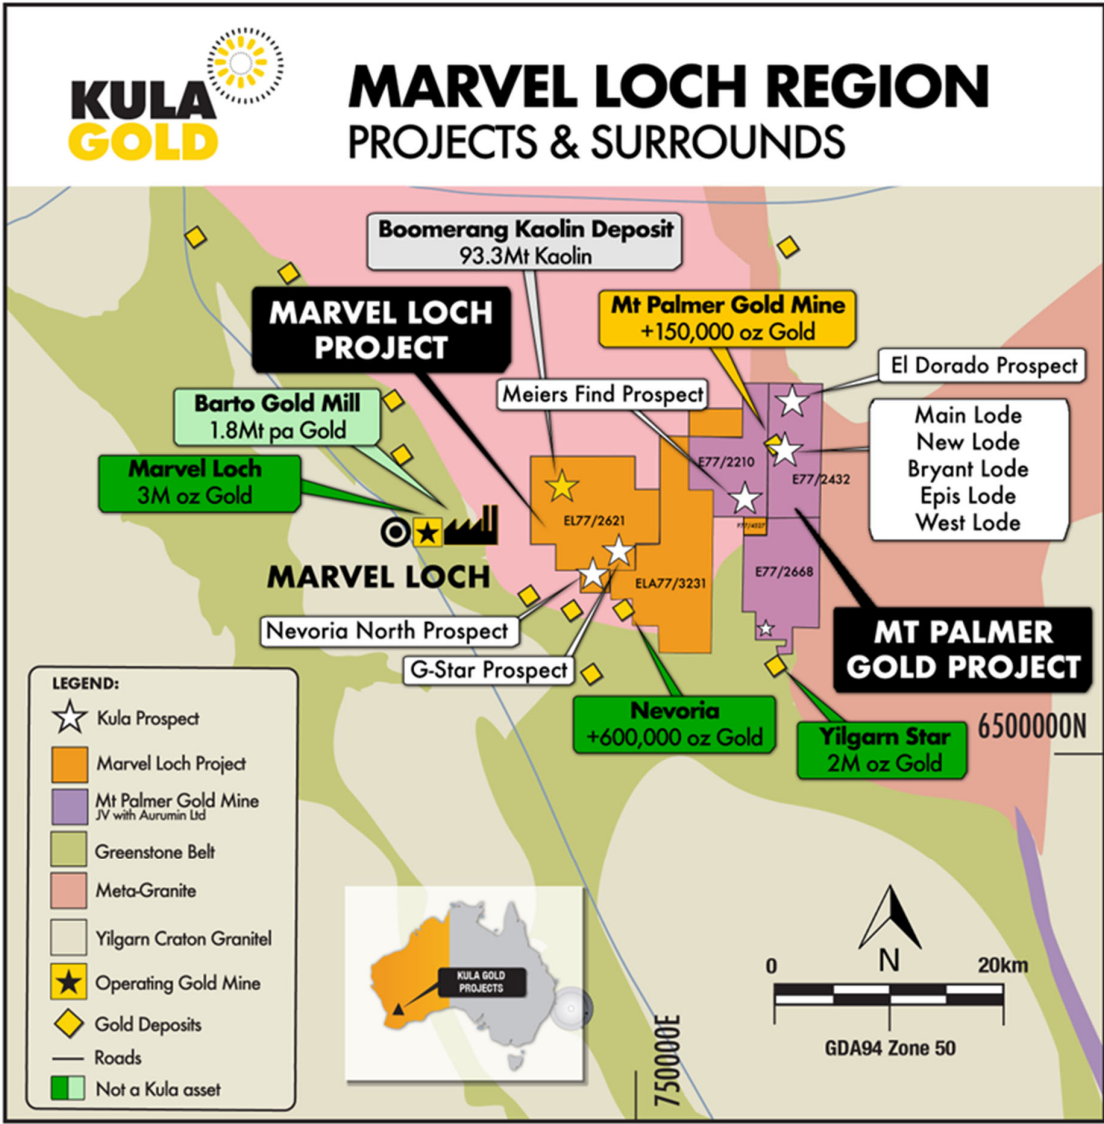 KULA
GOLD
MARVEL LOCH REGION
PROJECTS & SURROUNDS
Boomerang Kaolin Deposit
93.3Mt Kaolin
MARVEL LOCH
PROJECT
Mt Palmer Gold Mine
+150,000 oz Gold
El Dorado Prospect
Meiers Find Prospect
Barto Gold Mill
1.8Mt pa Gold
Main Lode
New Lode
Bryant Lode
Epis Lode
West Lode
Marvel Loch
3M oz Gold
E77/2210
E77/2432
EL77/2621
E77/2668
ELA77/3231
MARVEL LOCH
Nevoria North Prospect
G-Star Prospect
MT PALMER
GOLD PROJECT
Nevoria
+600,000 oz Gold
Yilgarn Star
2M oz Gold
6500000N
LEGEND:
Kula Prospect
Marvel Loch Project
Mt Palmer Gold Mine
JV with Aurumin Ltd
Greenstone Belt
Meta-Granite
Yilgarn Craton Granitel
Operating Gold Mine
Gold Deposits
Roads
Not a Kula asset
KULA GOLD
PROJECTS
750000E
N
0
20km
GDA94 Zone 50